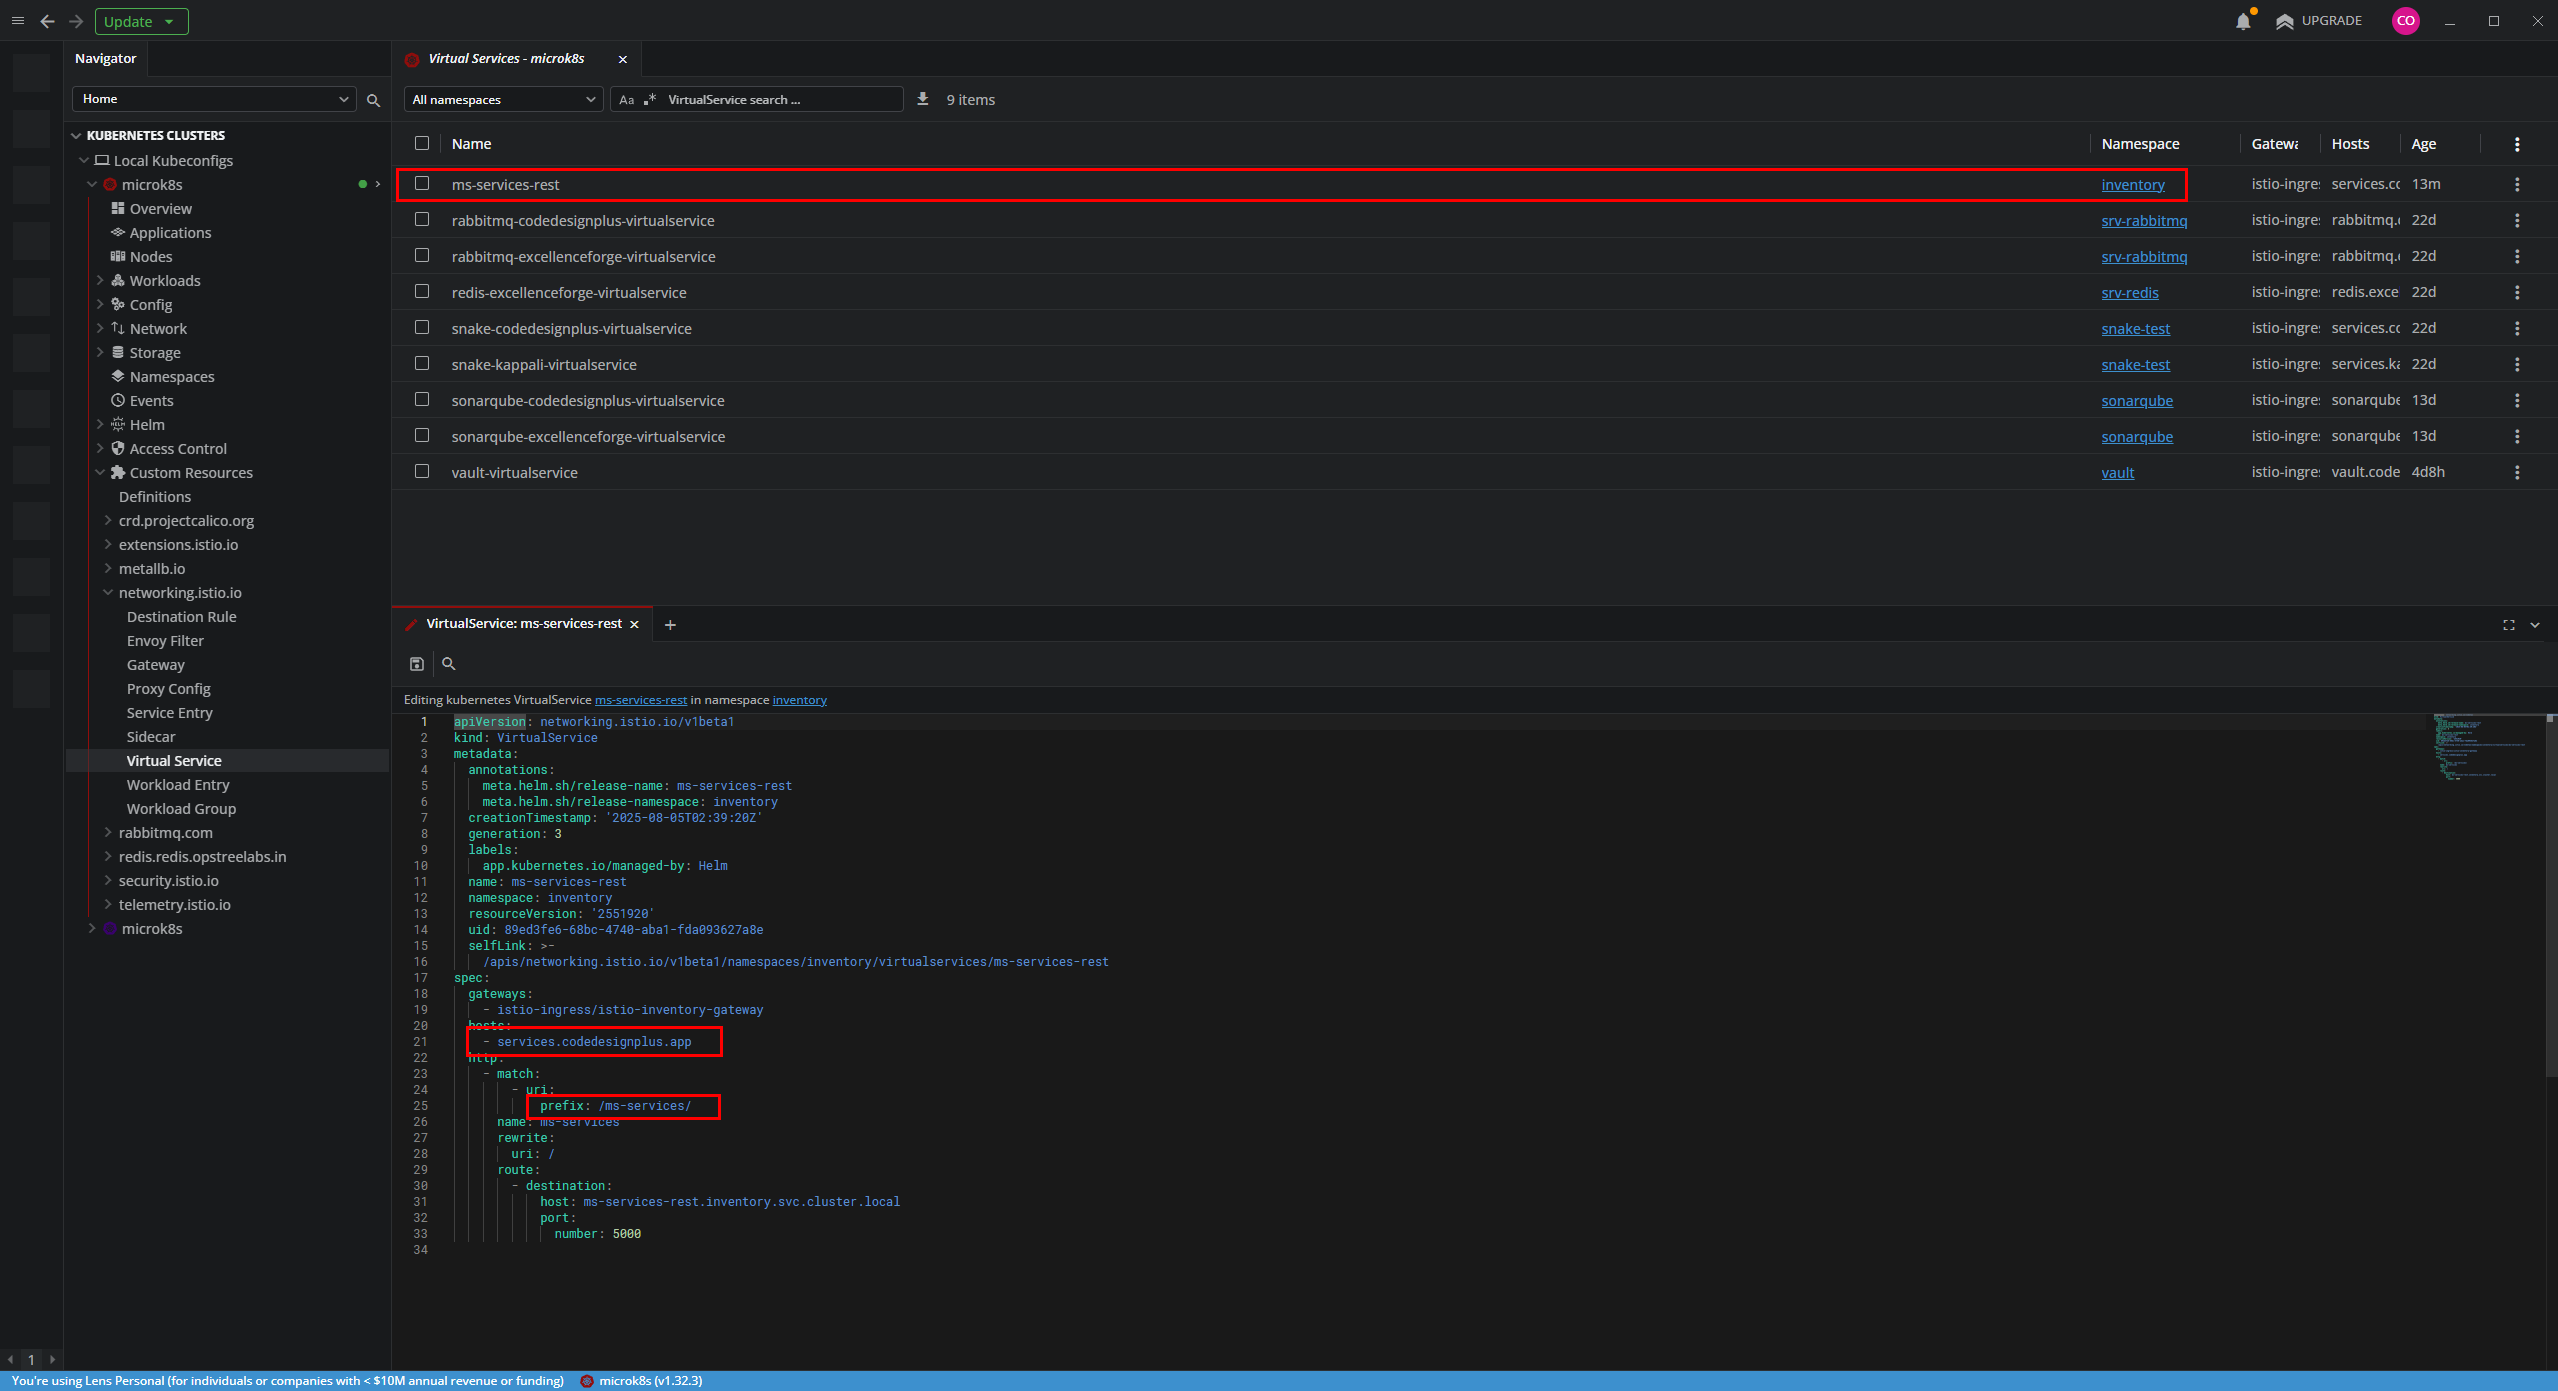 Update
UPGRADE
CO
Navigator
Virtual Services - microk8s
Home
All namespaces
Aa .* VirtualService search ...
9 items
KUBERNETES CLUSTERS
Local Kubeconfigs
microk8s
Overview
Applications
Nodes
Workloads
Config
Network
Storage
Namespaces
Events
Helm
Access Control
Custom Resources
Definitions
crd.projectcalico.org
extensions.istio.io
metallb.io
networking.istio.io
Destination Rule
Envoy Filter
Gateway
Proxy Config
Service Entry
Sidecar
Virtual Service
Workload Entry
Workload Group
rabbitmq.com
redis.redis.opstreelabs.in
security.istio.io
telemetry.istio.io
microk8s
1
Name Namespace Gatewa Hosts Age
ms-services-rest inventory istio-ingre: services.cc 13m
rabbitmq-codedesignplus-virtualservice srv-rabbitmq istio-ingre: rabbitmq.c 22d
rabbitmq-excellenceforge-virtualservice srv-rabbitmq istio-ingre: rabbitmq.c 22d
redis-excellenceforge-virtualservice srv-redis istio-ingre: redis.exce 22d
snake-codedesignplus-virtualservice snake-test istio-ingre: services.cc 22d
snake-kappali-virtualservice snake-test istio-ingre: services.ka 22d
sonarqube-codedesignplus-virtualservice sonarqube istio-ingre: sonarqube 13d
sonarqube-excellenceforge-virtualservice sonarqube istio-ingre: sonarqube 13d
vault-virtualservice vault istio-ingre: vault.code 4d8h
VirtualService: ms-services-rest
Editing kubernetes VirtualService ms-services-rest in namespace inventory
1 apiVersion: networking.istio.io/v1beta1
2 kind: VirtualService
3 metadata:
4 annotations:
5 meta.helm.sh/release-name: ms-services-rest
6 meta.helm.sh/release-namespace: inventory
7 creationTimestamp: '2025-08-05T02:39:20Z'
8 generation: 3
9 labels:
10 app.kubernetes.io/managed-by: Helm
11 name: ms-services-rest
12 namespace: inventory
13 resourceVersion: '2551920'
14 uid: 89ed3fe6-68bc-4740-aba1-fda093627a8e
15 selfLink: >-
16 /apis/networking.istio.io/v1beta1/namespaces/inventory/virtualservices/ms-services-rest
17 spec:
18 gateways:
19 - istio-ingress/istio-inventory-gateway
20 hosts:
21 - services.codedesignplus.app
22 http:
23 - match:
24 - uri:
25 prefix: /ms-services/
26 name: ms-services
27 rewrite:
28 uri: /
29 route:
30 - destination:
31 host: ms-services-rest.inventory.svc.cluster.local
32 port:
33 number: 5000
34
You're using Lens Personal (for individuals or companies with < $10M annual revenue or funding) microk8s (v1.32.3)